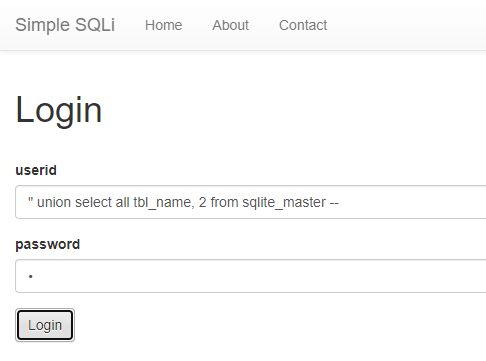 Simple SQLi Home About Contact
Login
userid
" union select all tbl_name, 2 from sqlite_master --
password
•
Login